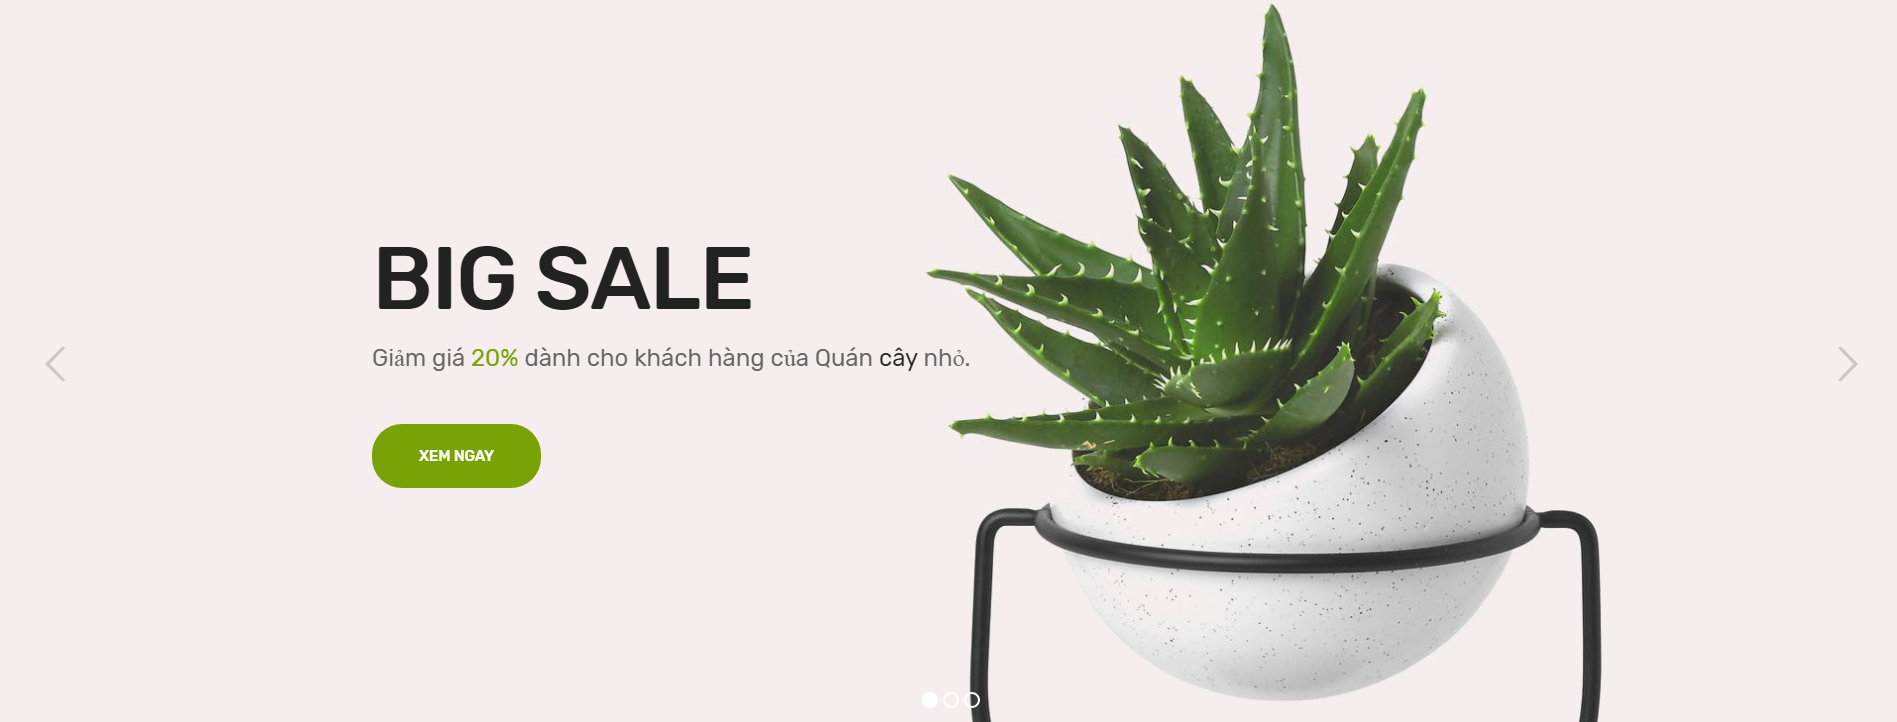 BIG SALE
Giảm giá 20% dành cho khách hàng của Quán cây nhỏ.
XEM NGAY